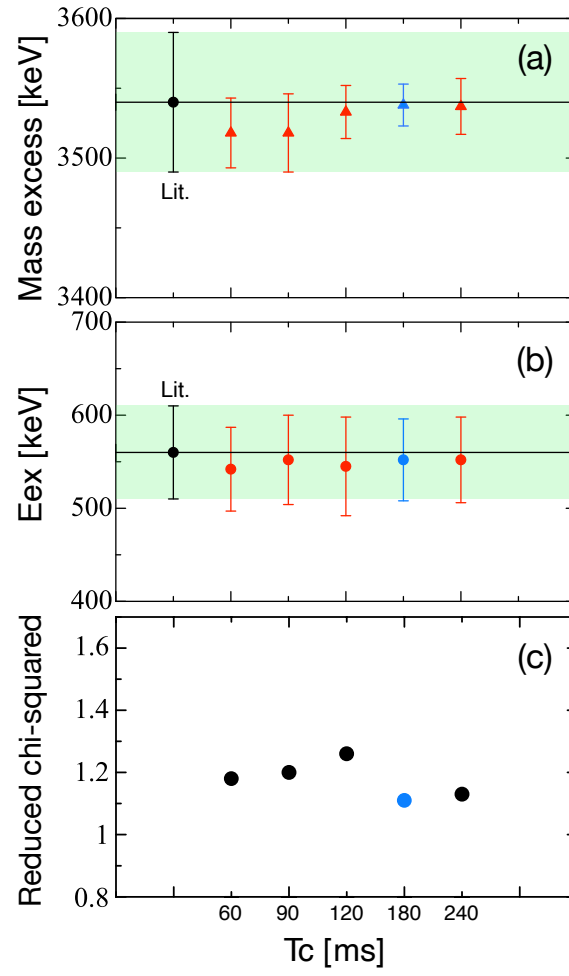 3600
(a)
3500
Lit.
3400
Mass excess [keV]
700
(b)
Lit.
600
500
400
Eex [keV]
1.6
(c)
1.4
1.2
1
0.8
Reduced chi-squared
60 90 120 180 240
Tc [ms]